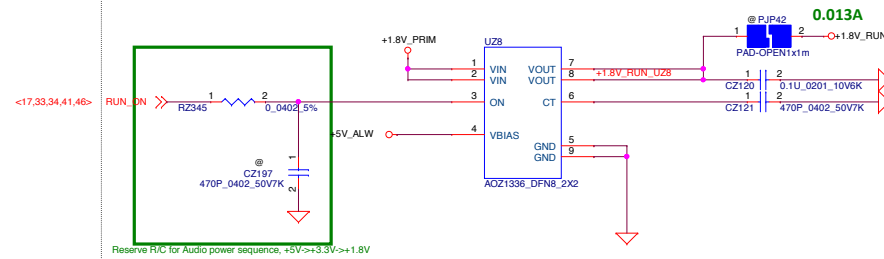 @ PJP42
0.013A
1
2
+1.8V_RUN
PAD-OPEN1x1m
+1.8V_PRIM
UZ8
1
VIN
VOUT
7
2
VIN
VOUT
8
+1.8V_RUN_UZ8
1
2
CZ120
0.1U_0201_10V6K
<17,33,34,41,46>
RUN_ON
1
2
RZ345
0_0402_5%
3
ON
CT
6
1
2
CZ121
470P_0402_50V7K
+5V_ALW
4
VBIAS
GND
5
GND
9
@
CZ197
1
470P_0402_50V7K
2
AOZ1336_DFN8_2X2
Reserve R/C for Audio power sequence, +5V->+3.3V->+1.8V